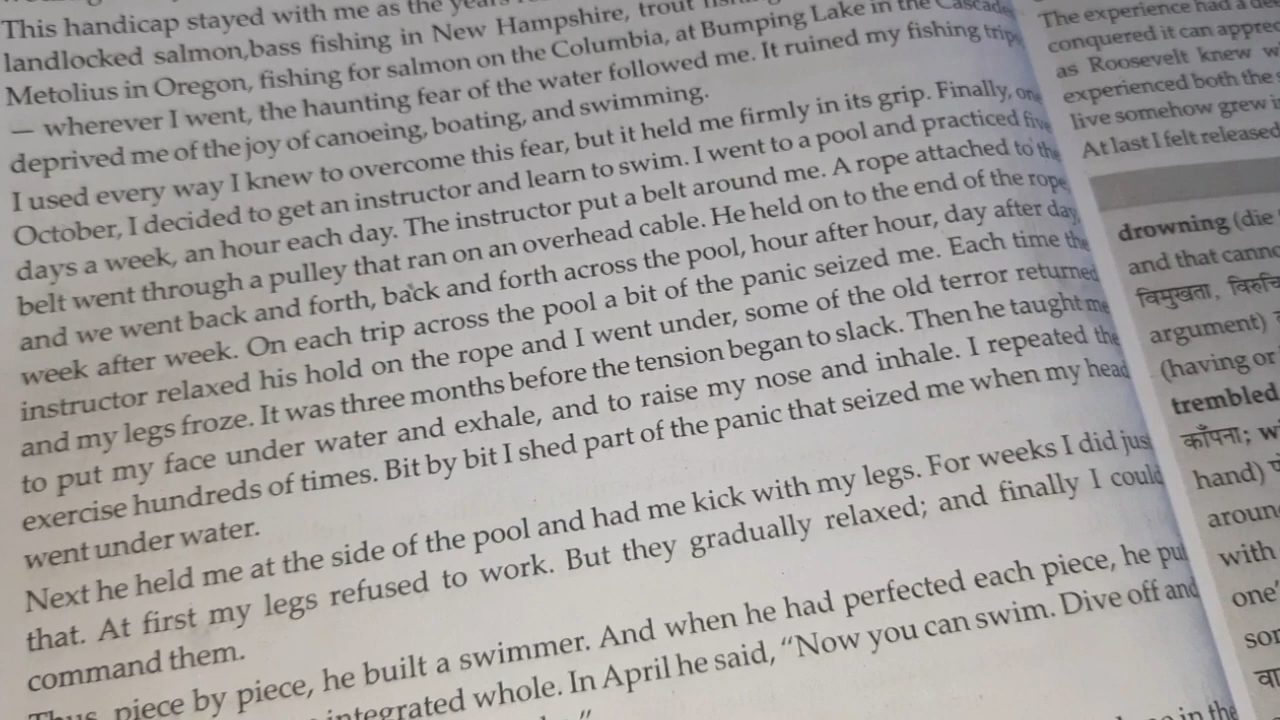 This handicap stayed with me as the years
landlocked salmon,bass fishing in New Hampshire, trout
Metolius in Oregon, fishing for salmon on the Columbia, at Bumping Lake in the Cascades
— wherever I went, the haunting fear of the water followed me. It ruined my fishing trips
deprived me of the joy of canoeing, boating, and swimming.
I used every way I knew to overcome this fear, but it held me firmly in its grip. Finally, one
October, I decided to get an instructor and learn to swim. I went to a pool and practiced five
days a week, an hour each day. The instructor put a belt around me. A rope attached to the
belt went through a pulley that ran on an overhead cable. He held on to the end of the rope,
and we went back and forth, back and forth across the pool, hour after hour, day after day,
week after week. On each trip across the pool a bit of the panic seized me. Each time the
instructor relaxed his hold on the rope and I went under, some of the old terror returned
and my legs froze. It was three months before the tension began to slack. Then he taught me
to put my face under water and exhale, and to raise my nose and inhale. I repeated the
exercise hundreds of times. Bit by bit I shed part of the panic that seized me when my head
went under water.
Next he held me at the side of the pool and had me kick with my legs. For weeks I did just
that. At first my legs refused to work. But they gradually relaxed; and finally I could
command them.
Thus, piece by piece, he built a swimmer. And when he had perfected each piece, he put
integrated whole. In April he said, “Now you can swim. Dive off and
in the
The experience had a
conquered it can
as Roosevelt knew
experienced both the
live somehow grew
At last I felt released
drowning (die
and that
विमुखता,
argument)
(having or
trembled
काँपना;
hand)
with
one'